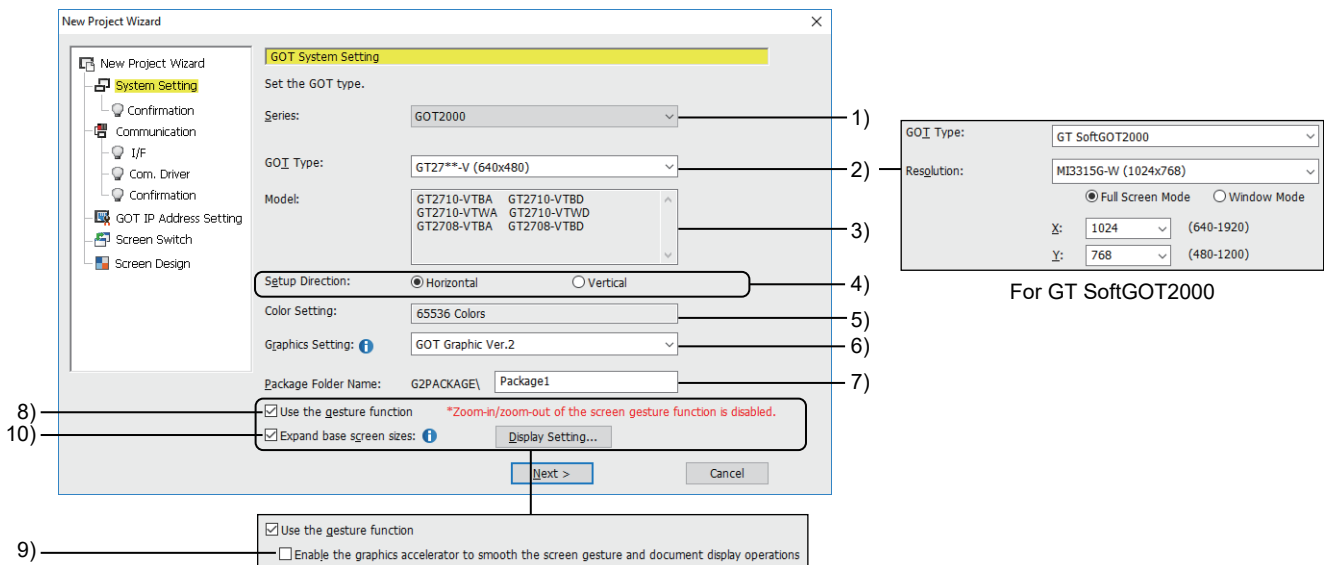 New Project Wizard
New Project Wizard
System Setting
Confirmation
Communication
I/F
Com. Driver
Confirmation
GOT IP Address Setting
Screen Switch
Screen Design
GOT System Setting
Set the GOT type.
Series: GOT2000 1)
GOT Type: GT27**-V (640x480) 2)
Model: GT2710-VTBA GT2710-VTBD
GT2710-VTWA GT2710-VTWD
GT2708-VTBA GT2708-VTBD
3)
Setup Direction: Horizontal Vertical 4)
Color Setting: 65536 Colors 5)
Graphics Setting: GOT Graphic Ver.2 6)
Package Folder Name: G2PACKAGE\ Package1 7)
8) Use the gesture function *Zoom-in/zoom-out of the screen gesture function is disabled.
10) Expand base screen sizes: Display Setting...
Next > Cancel
Use the gesture function
9) Enable the graphics accelerator to smooth the screen gesture and document display operations
GOT Type: GT SoftGOT2000
Resolution: MI3315G-W (1024x768)
Full Screen Mode Window Mode
X: 1024 (640-1920)
Y: 768 (480-1200)
For GT SoftGOT2000